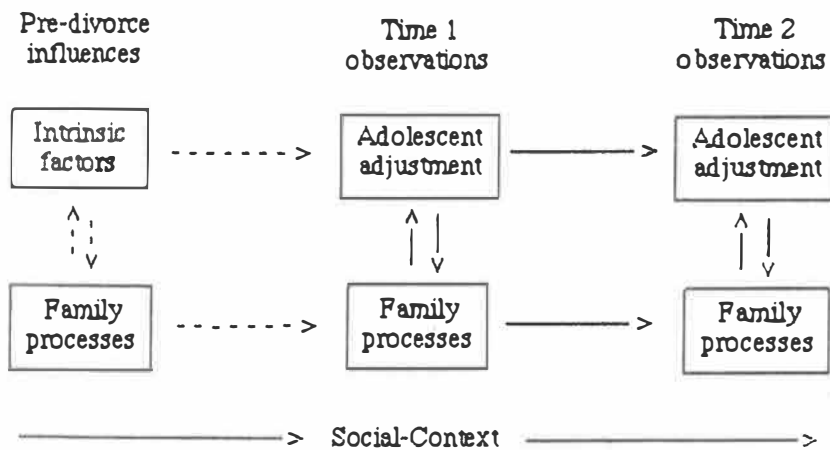 Pre-divorce
influences
Time 1
observations
Time 2
observations
Intrinsic
factors
Adolescent
adjustment
Adolescent
adjustment
Family
processes
Family
processes
Family
processes
Social-Context